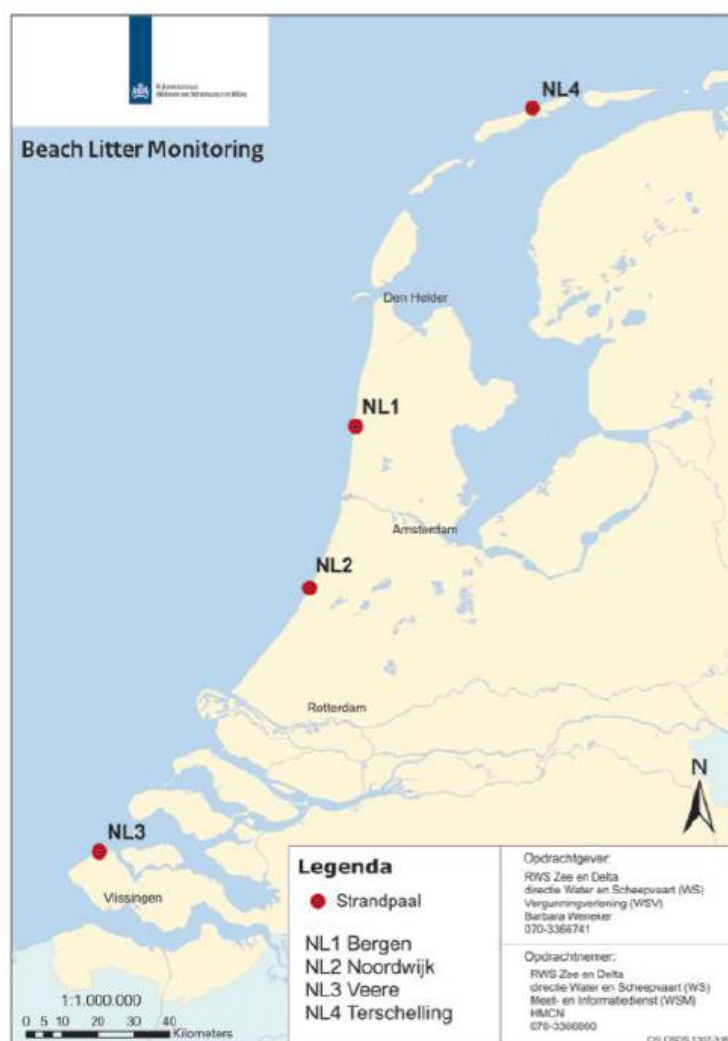 Beach Litter Monitoring
NL4
Den Helder
NL1
Amsterdam
NL2
Rotterdam
N
NL3
Vissingen
Legenda
Strandpaal
NL1 Bergen
NL2 Noordwijk
NL3 Veere
NL4 Terschelling
Opdrachtgever:
RWS Zee en Delta
directie Water en Scheepvaart (WS)
Vergunningverlening (WSV)
Barbara Weneker
070-3366741
Opdrachtnemer:
RWS Zee en Delta
directie Water en Scheepvaart (WS)
Meet- en Informatiedienst (WSM)
HMCN
1:1.000.000
0 5 10 20 30 40
Kilometers